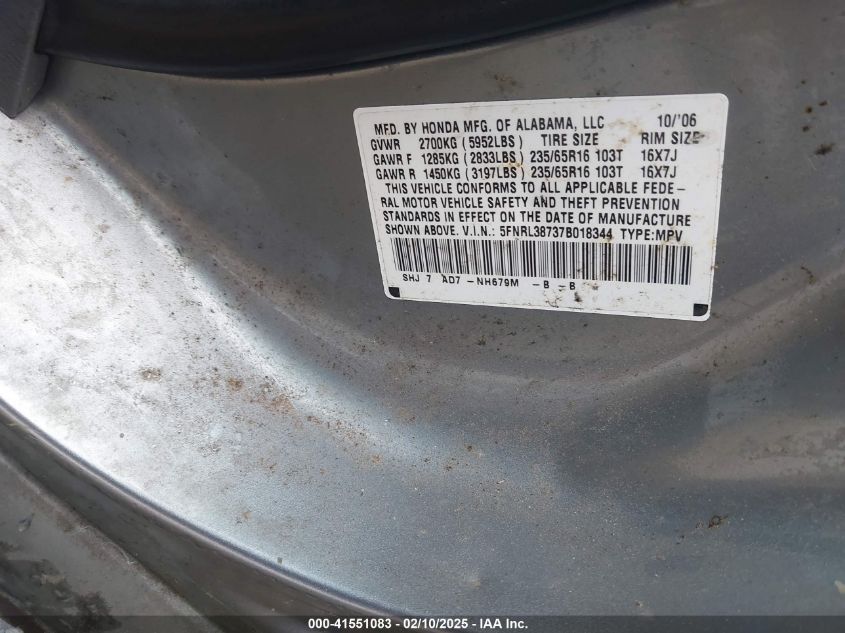 MFD. BY HONDA MFG. OF ALABAMA, LLC 10/'06
GVWR 2700KG (5952LBS) TIRE SIZE RIM SIZE
GAWR F 1285KG (2833LBS) 235/65R16 103T 16X7J
GAWR R 1450KG (3197LBS) 235/65R16 103T 16X7J
THIS VEHICLE CONFORMS TO ALL APPLICABLE FEDE-
RAL MOTOR VEHICLE SAFETY AND THEFT PREVENTION
STANDARDS IN EFFECT ON THE DATE OF MANUFACTURE
SHOWN ABOVE. V.I.N.: 5FNRL38737B018344 TYPE:MPV
SHJ 7 AD7 -NH679M -B -B
000-41551083 - 02/10/2025 - IAA Inc.